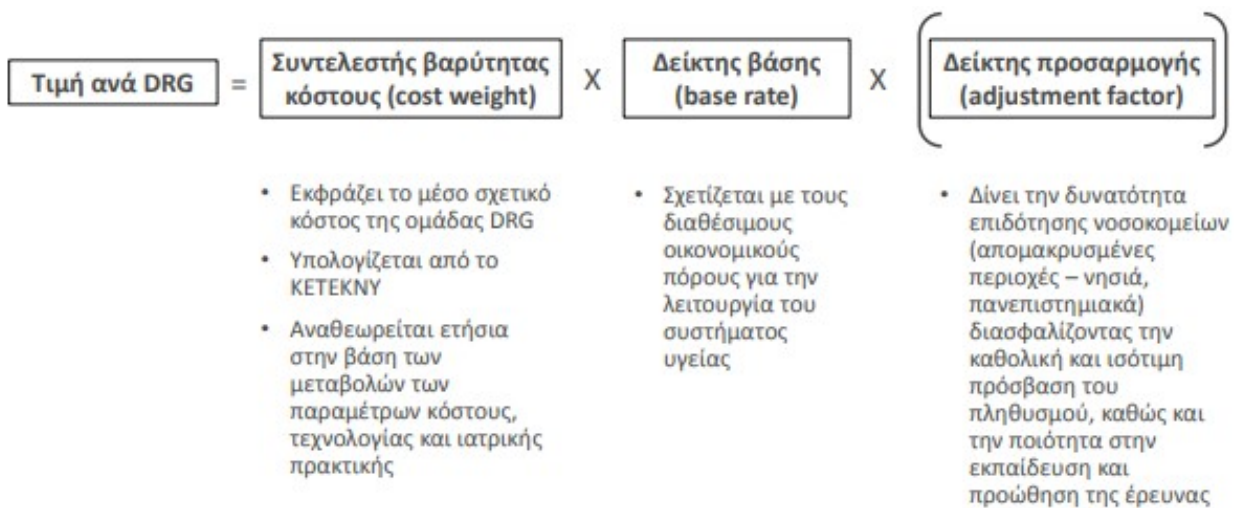 Τιμή ανά DRG
=
Συντελεστής βαρύτητας
κόστους (cost weight)
X
Δείκτης βάσης
(base rate)
X
Δείκτης προσαρμογής
(adjustment factor)
• Εκφράζει το μέσο σχετικό
κόστος της ομάδας DRG
• Υπολογίζεται από το
ΚΕΤΕΚΝΥ
• Αναθεωρείται ετήσια
στην βάση των
μεταβολών των
παραμέτρων κόστους,
τεχνολογίας και ιατρικής
πρακτικής
• Σχετίζεται με τους
διαθέσιμους
οικονομικούς
πόρους για την
λειτουργία του
συστήματος
υγείας
• Δίνει την δυνατότητα
επιδότησης νοσοκομείων
(απομακρυσμένες
περιοχές – νησιά,
πανεπιστημιακά)
διασφαλίζοντας την
καθολική και ισότιμη
πρόσβαση του
πληθυσμού, καθώς και
την ποιότητα στην
εκπαίδευση και
προώθηση της έρευνας